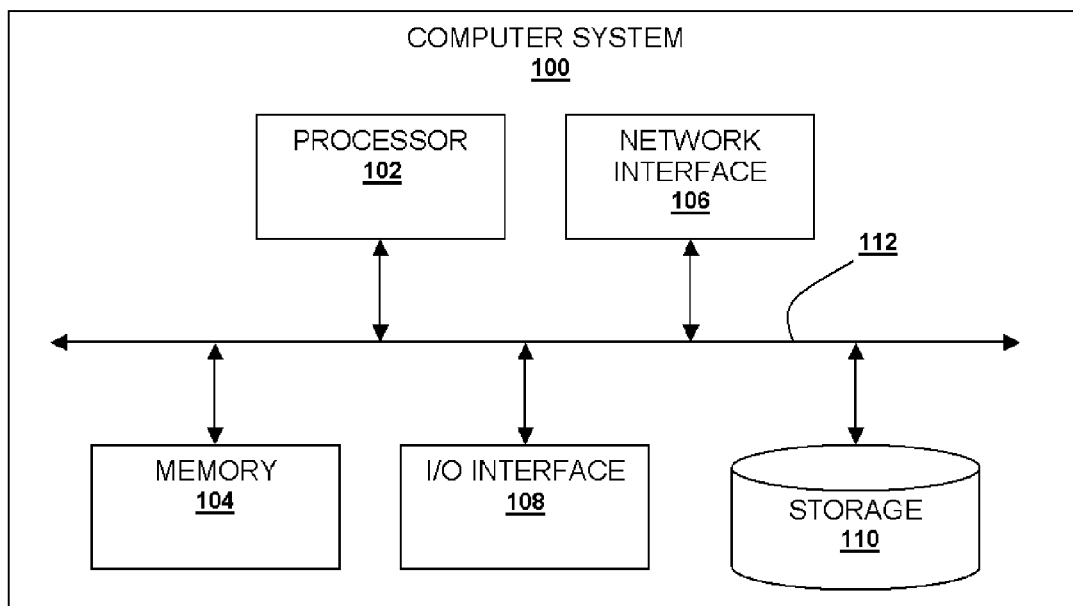 COMPUTER SYSTEM
100
PROCESSOR
102
NETWORK
INTERFACE
106
112
MEMORY
104
I/O INTERFACE
108
STORAGE
110